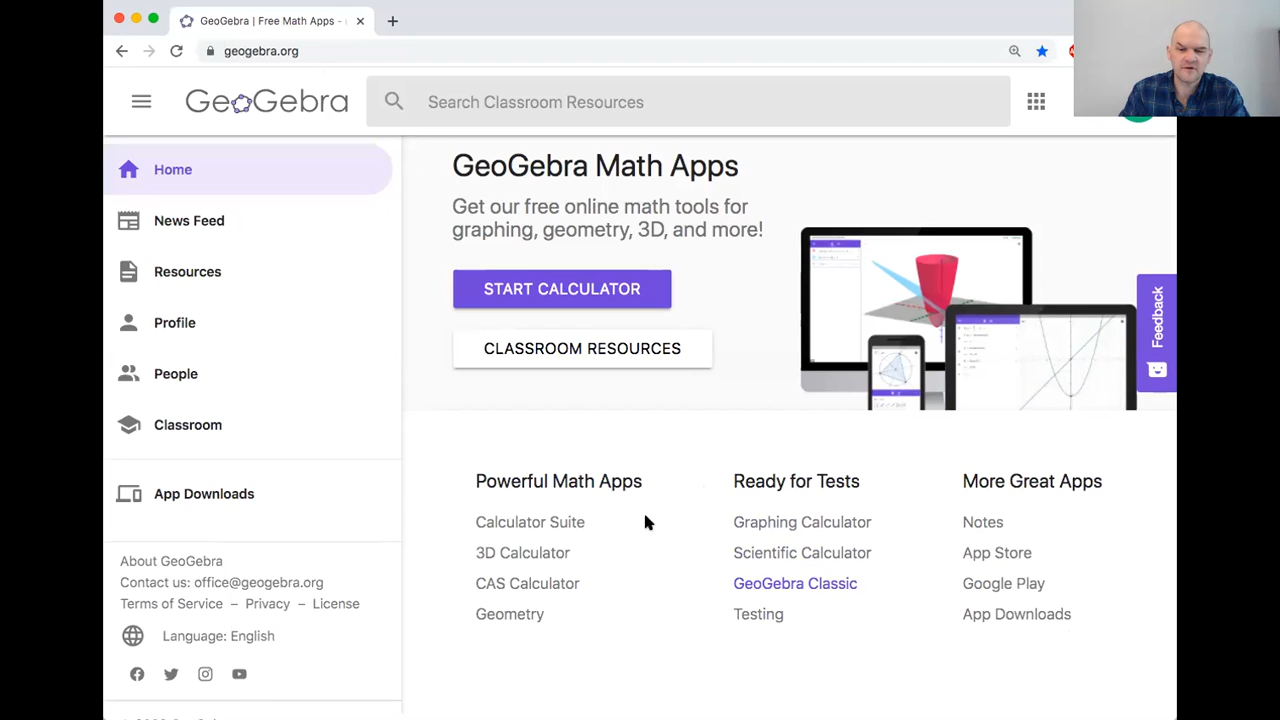 GeoGebra | Free Math Apps -
geogebra.org
GeoGebra
Search Classroom Resources
Home
News Feed
Resources
Profile
People
Classroom
App Downloads
About GeoGebra
Contact us: office@geogebra.org
Terms of Service – Privacy – License
Language: English
GeoGebra Math Apps
Get our free online math tools for
graphing, geometry, 3D, and more!
START CALCULATOR
CLASSROOM RESOURCES
Feedback
Powerful Math Apps
Calculator Suite
3D Calculator
CAS Calculator
Geometry
Ready for Tests
Graphing Calculator
Scientific Calculator
GeoGebra Classic
Testing
More Great Apps
Notes
App Store
Google Play
App Downloads